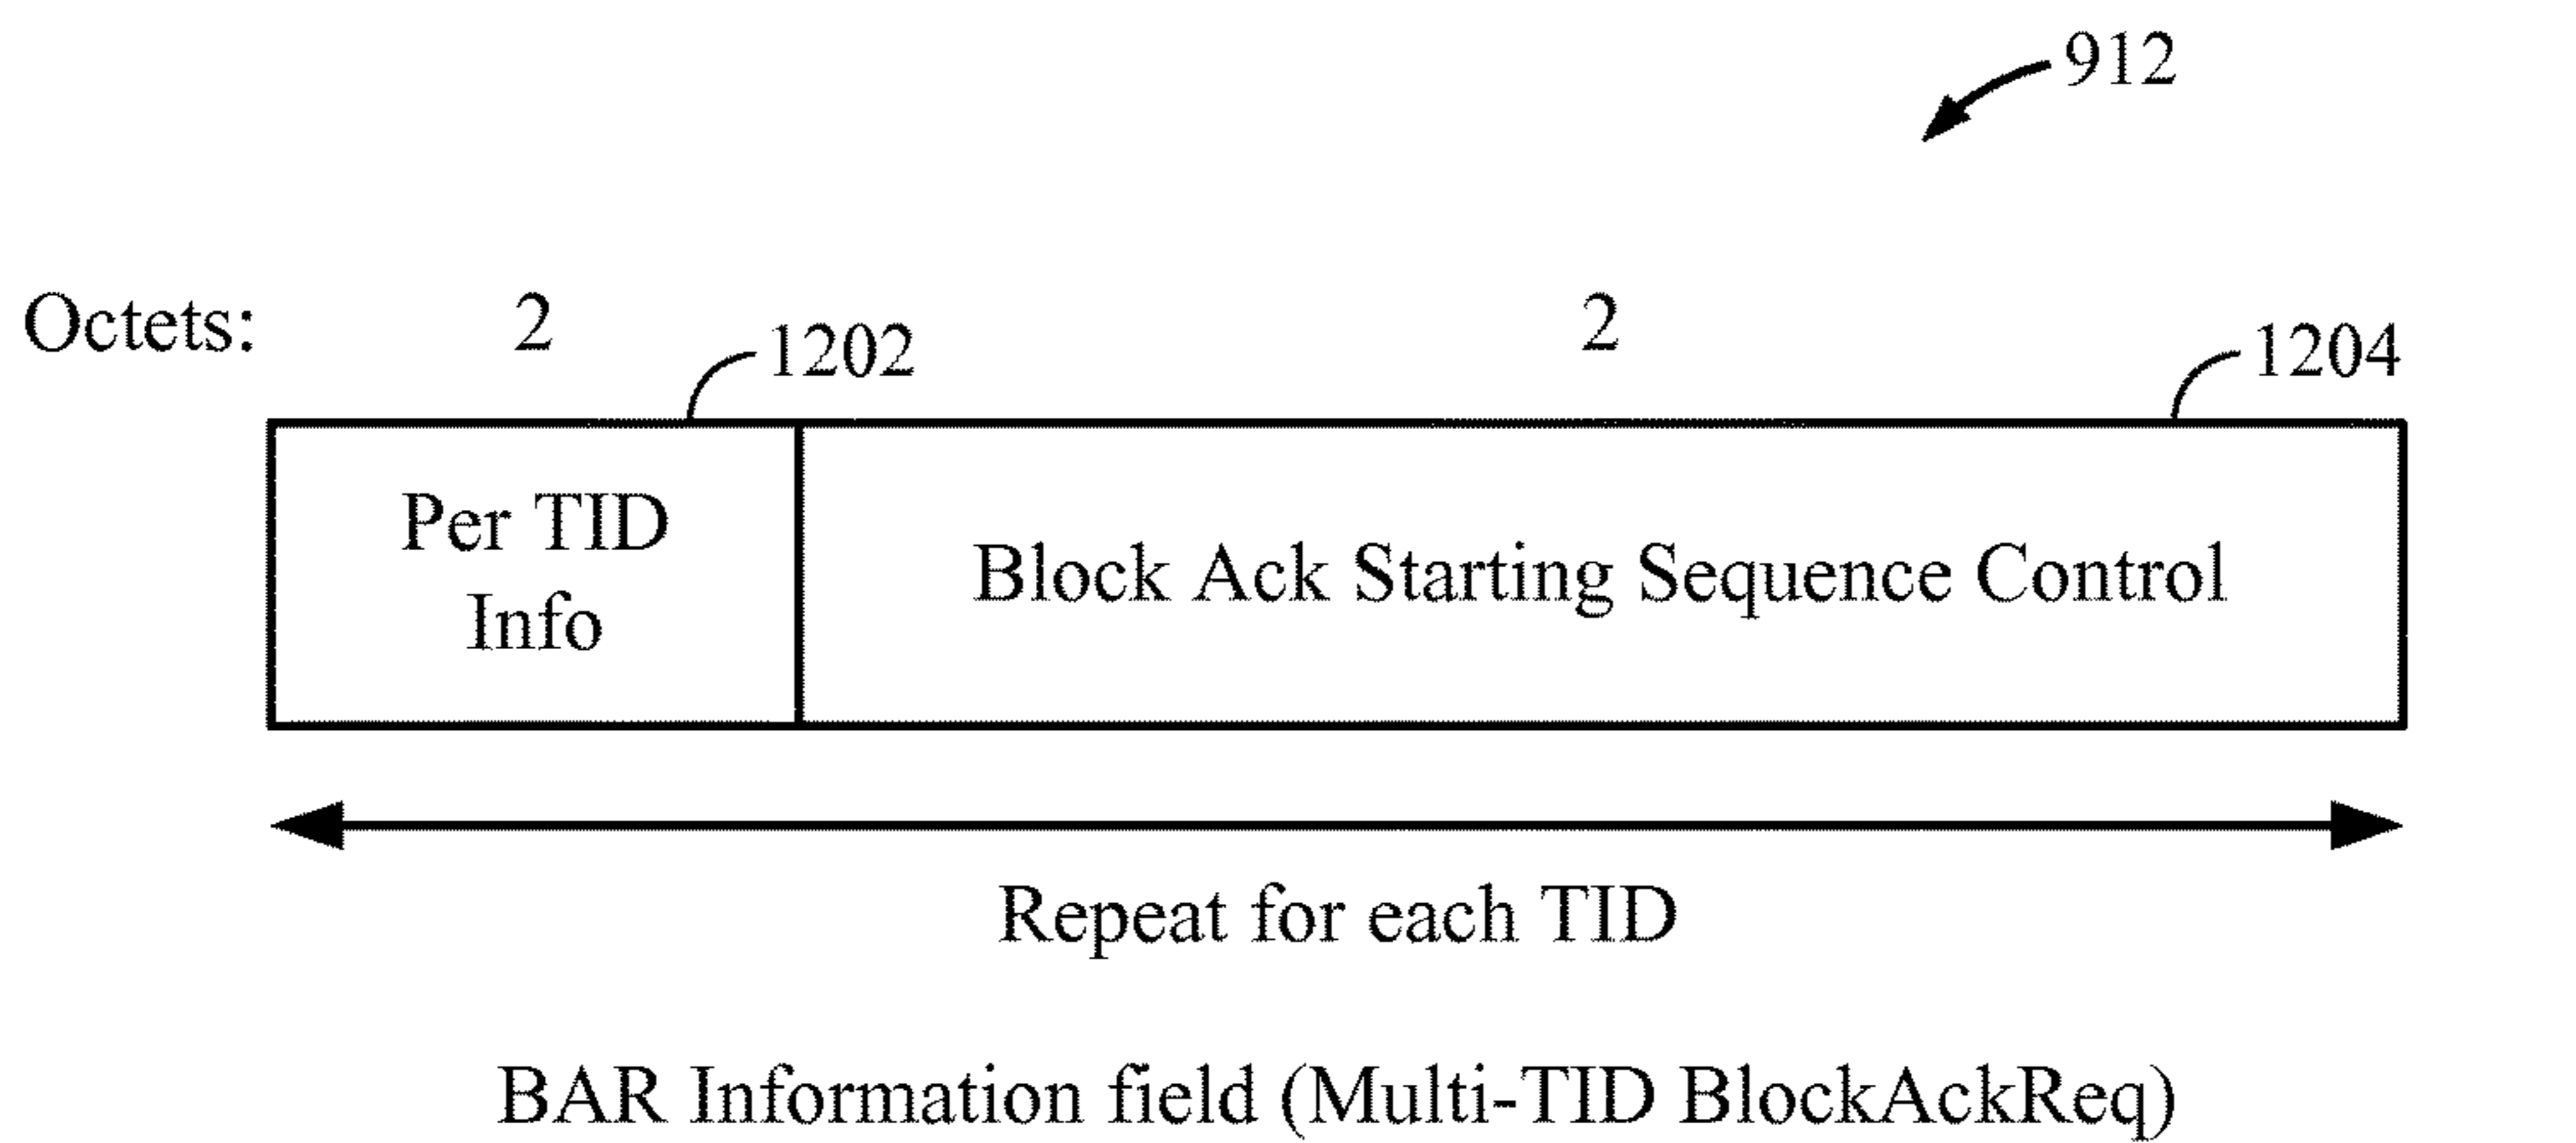 912
Octets: 2 2
1202
1204
Per TID
Info
Block Ack Starting Sequence Control
Repeat for each TID
BAR Information field (Multi-TID BlockAckReq)